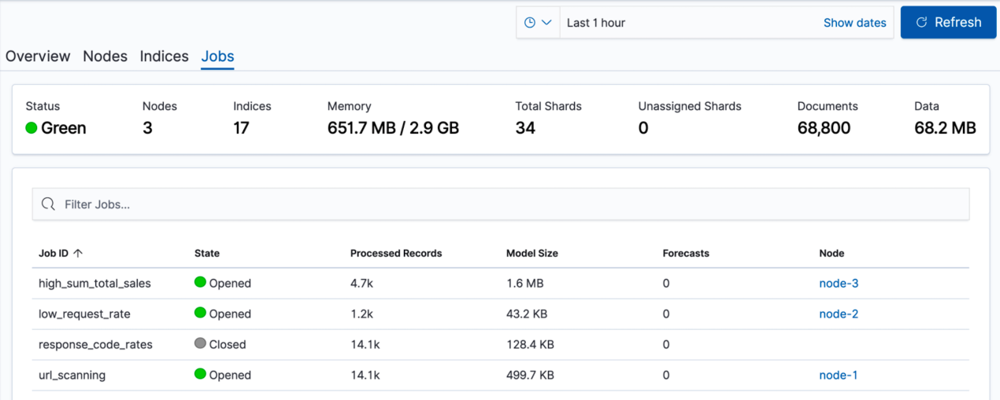 Last 1 hour Show dates Refresh
Overview Nodes Indices Jobs
Status Nodes Indices Memory Total Shards Unassigned Shards Documents Data
Green 3 17 651.7 MB / 2.9 GB 34 0 68,800 68.2 MB
Filter Jobs...
Job ID ↑ State Processed Records Model Size Forecasts Node
high_sum_total_sales Opened 4.7k 1.6 MB 0 node-3
low_request_rate Opened 1.2k 43.2 KB 0 node-2
response_code_rates Closed 14.1k 128.4 KB 0
url_scanning Opened 14.1k 499.7 KB 0 node-1